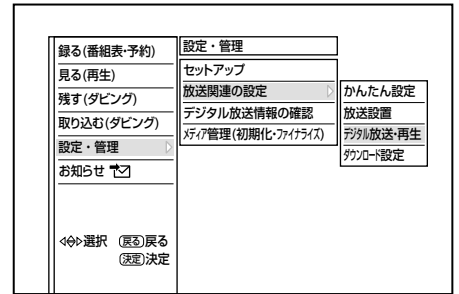 録る(番組表・予約)
見る(再生)
残す(ダビング)
取り込む(ダビング)
設定・管理
お知らせ
選択 戻る 戻る
決定 決定
設定・管理
セットアップ
放送関連の設定
デジタル放送情報の確認
メディア管理(初期化・ファイナライズ)
かんたん設定
放送設置
デジタル放送・再生
ダウンロード設定